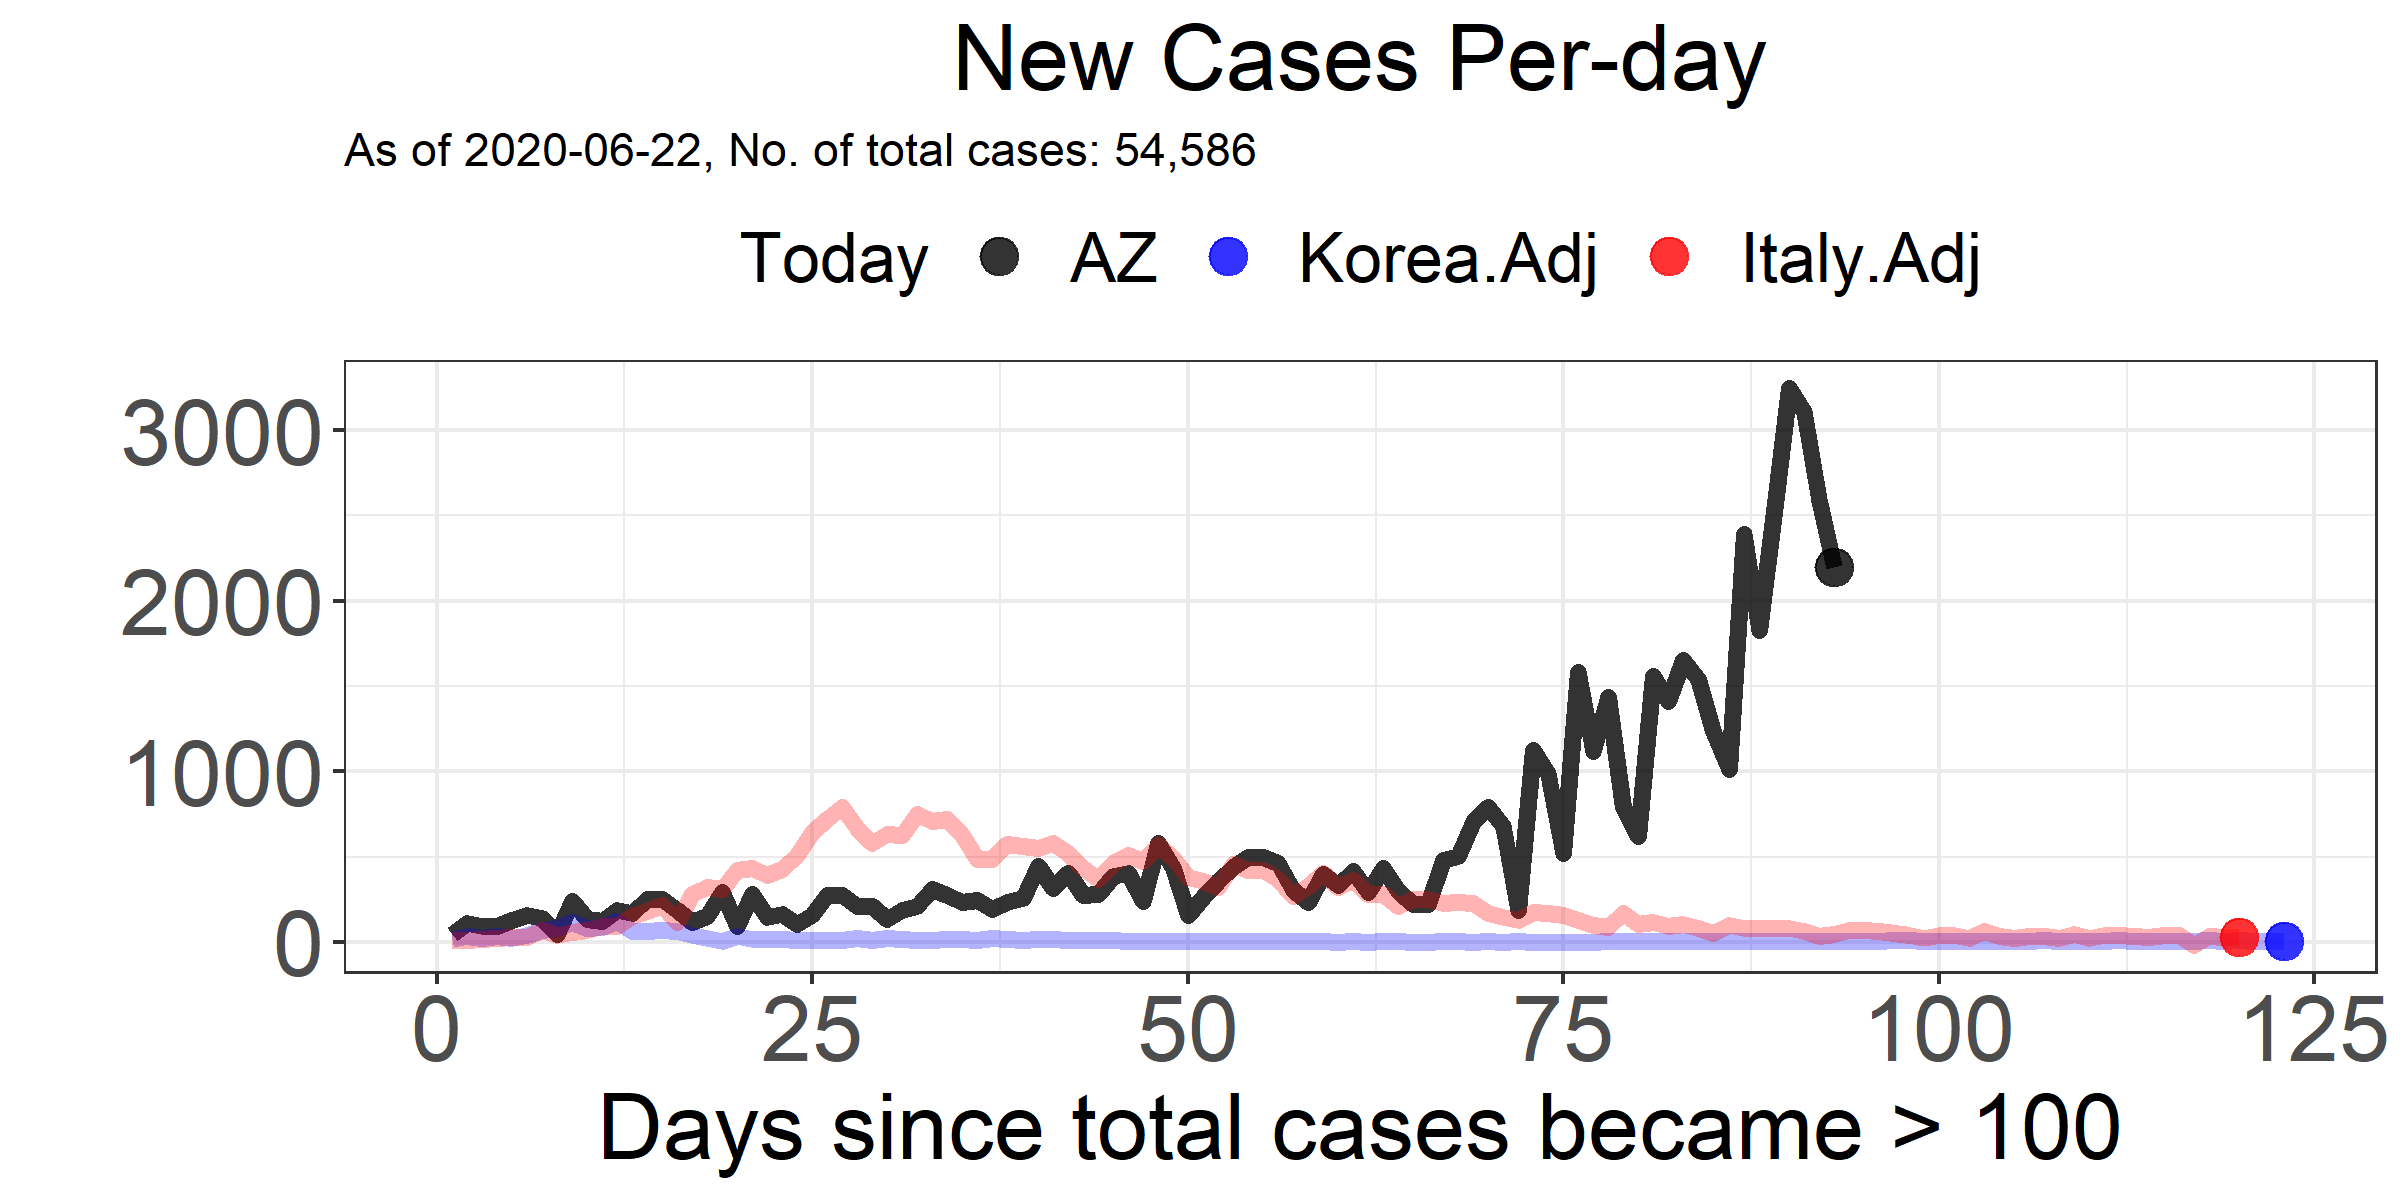 New Cases Per-day
As of 2020-06-22, No. of total cases: 54,586
Today AZ Korea.Adj Italy.Adj
3000
2000
1000
0
0 25 50 75 100 125
Days since total cases became > 100